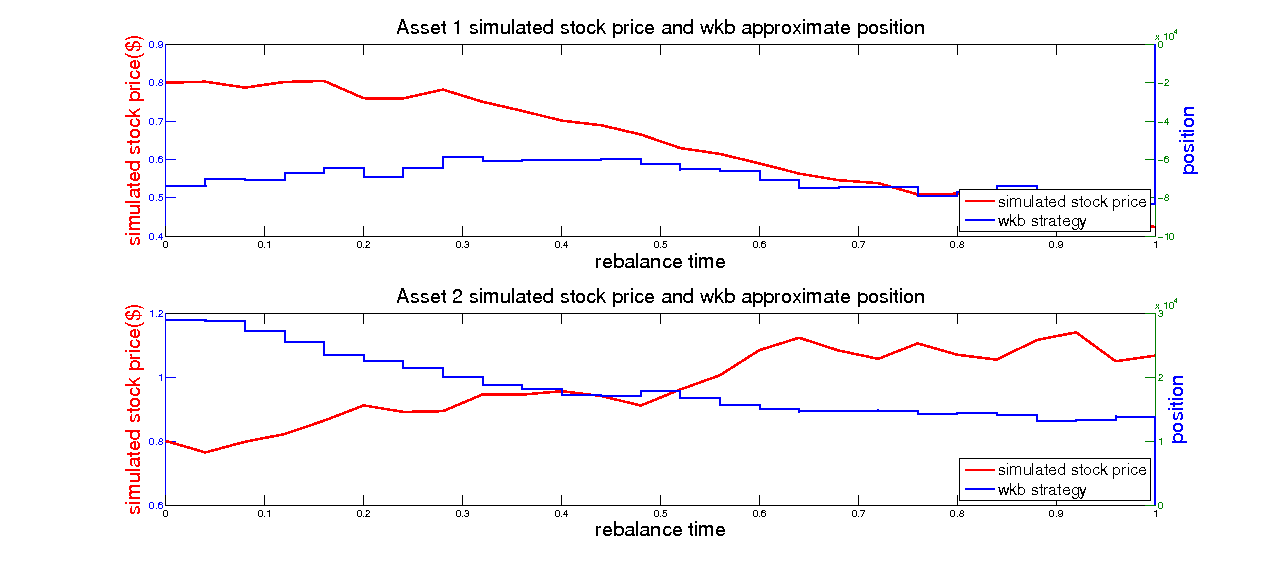 Asset 1 simulated stock price and wkb approximate position
x 10^4
simulated stock price($)
0.9
0.8
0.7
0.6
0.5
0.4
0
-2
-4
-6
-8
-10
position
simulated stock price
wkb strategy
0 0.1 0.2 0.3 0.4 0.5 0.6 0.7 0.8 0.9 1
rebalance time
Asset 2 simulated stock price and wkb approximate position
x 10^4
simulated stock price($)
1.2
1
0.8
0.6
3
2
1
0
position
simulated stock price
wkb strategy
0 0.1 0.2 0.3 0.4 0.5 0.6 0.7 0.8 0.9 1
rebalance time